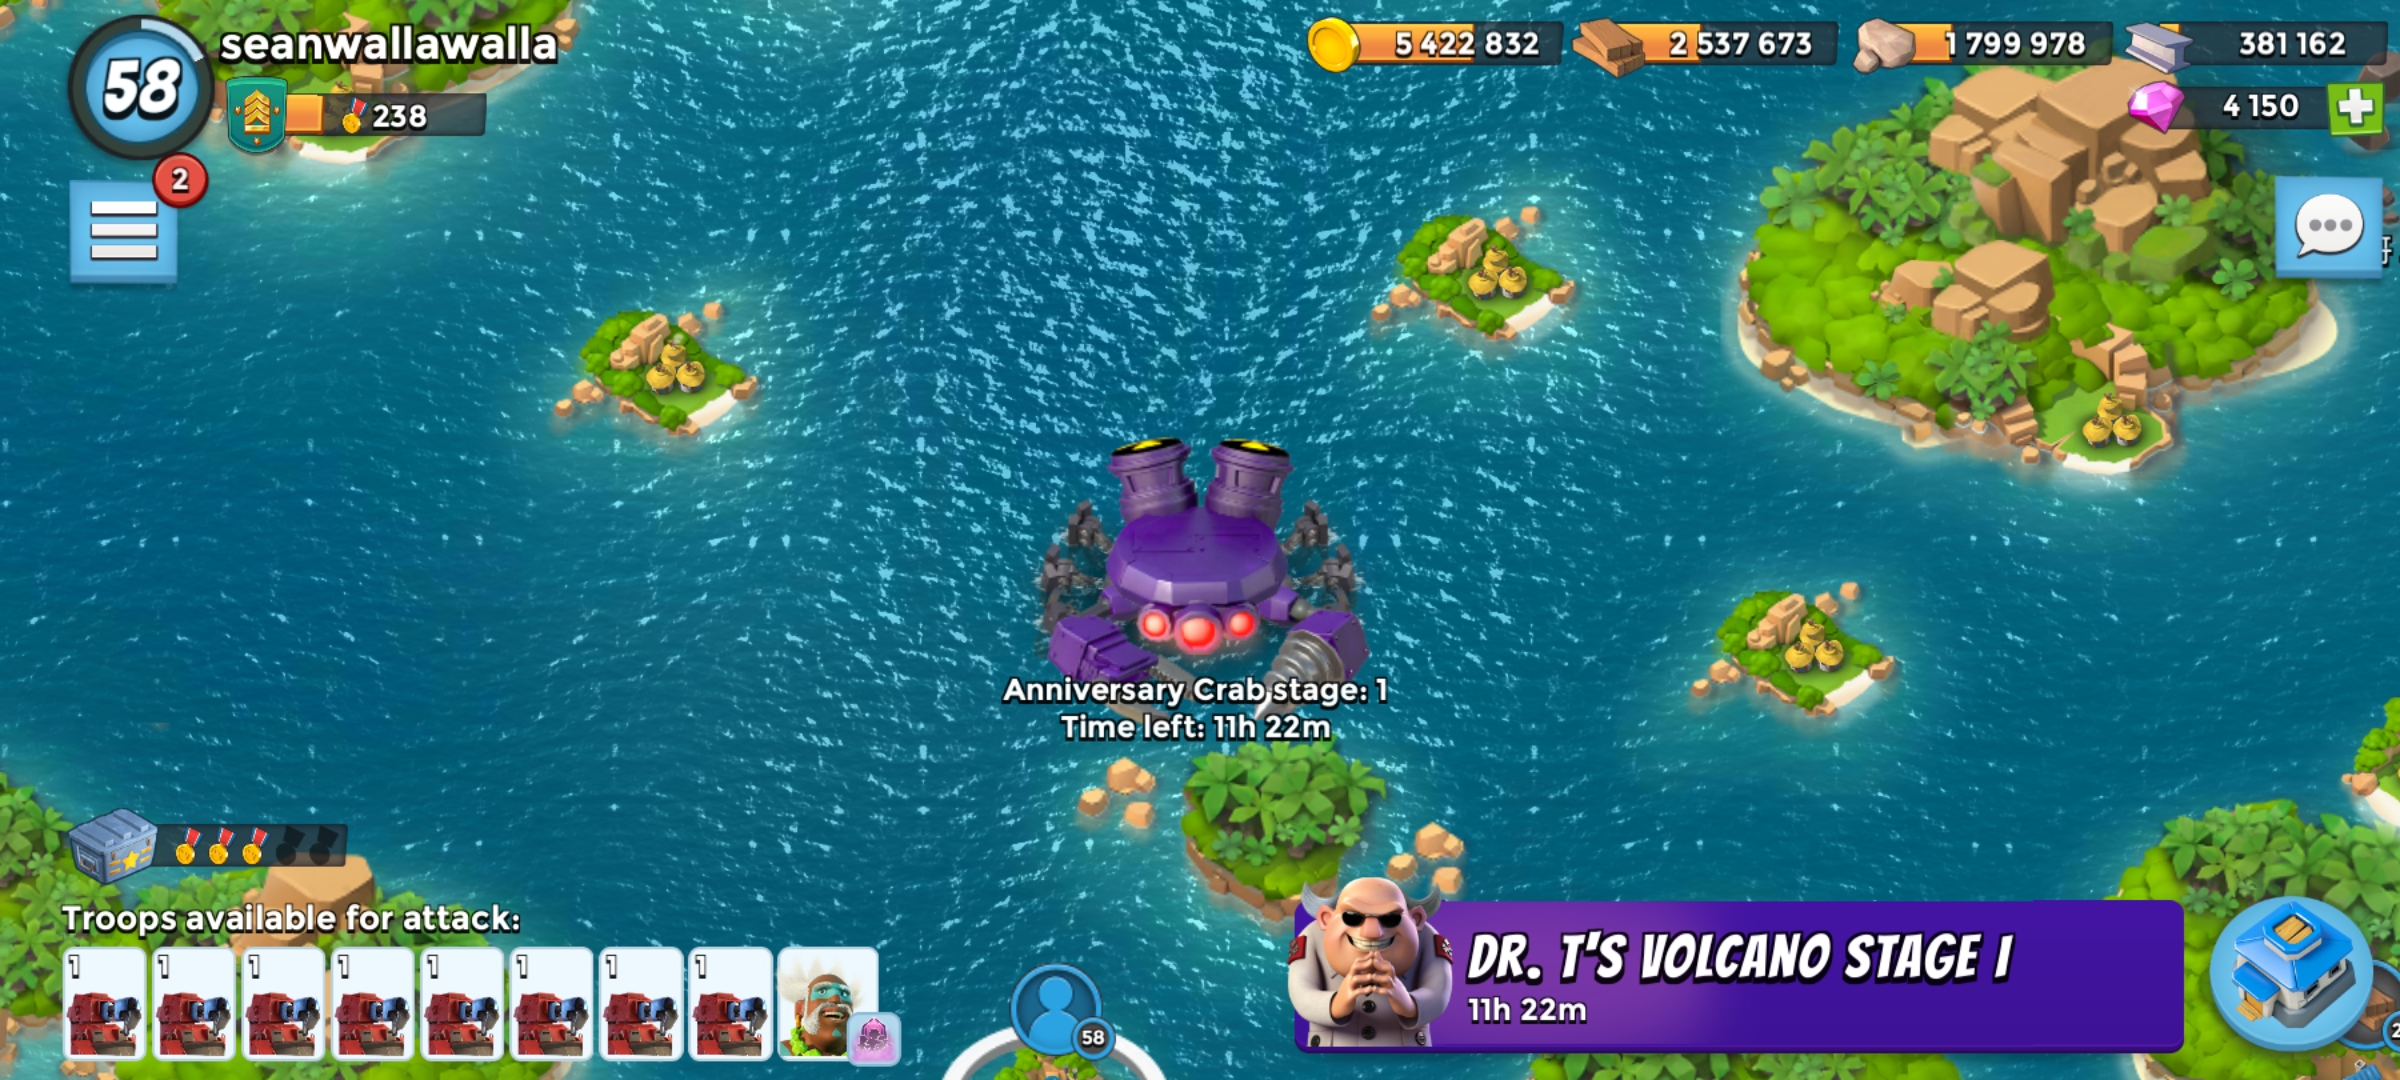 58
seanwallawalla
238
2
5 422 832
2 537 673
1 799 978
381 162
4 150
Anniversary Crab stage: 1
Time left: 11h 22m
Troops available for attack:
1 1 1 1 1 1 1 1
58
DR. T'S VOLCANO STAGE I
11h 22m